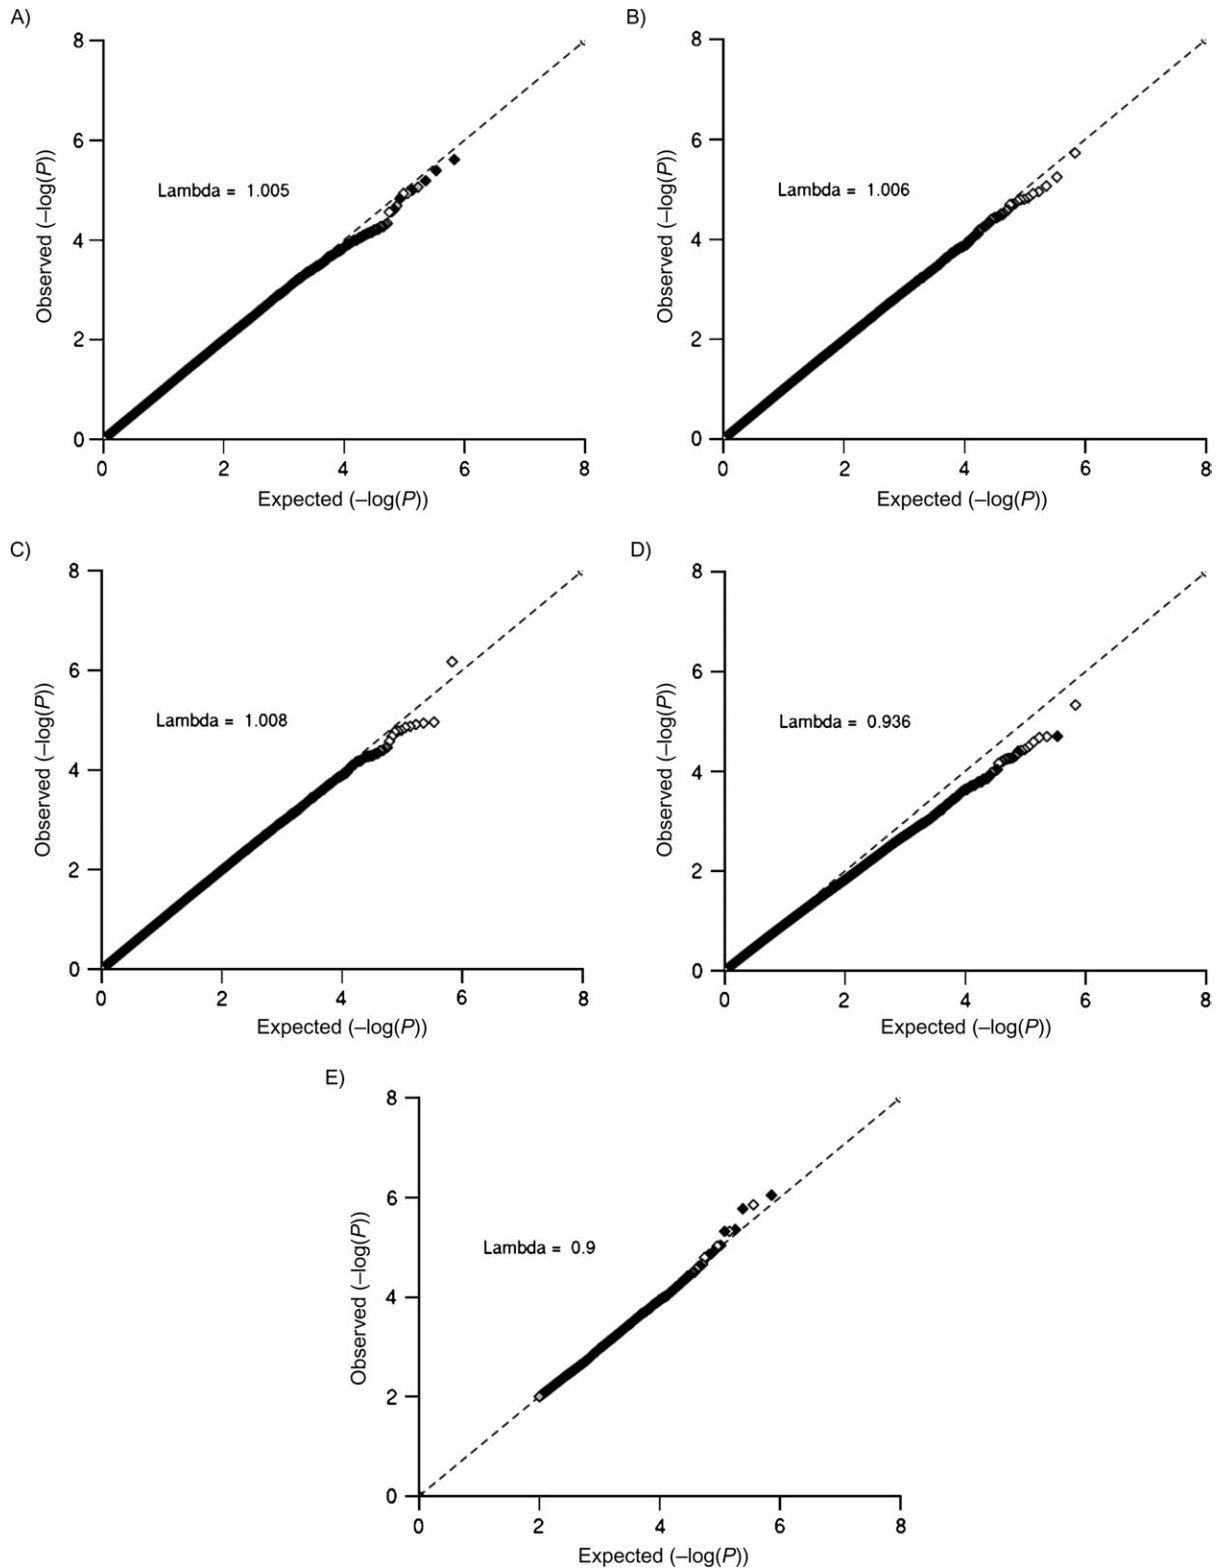 A)
8
6
4
2
0
Observed (–log(P))
Lambda = 1.005
0 2 4 6 8
Expected (–log(P))
B)
8
6
4
2
0
Observed (–log(P))
Lambda = 1.006
0 2 4 6 8
Expected (–log(P))
C)
8
6
4
2
0
Observed (–log(P))
Lambda = 1.008
0 2 4 6 8
Expected (–log(P))
D)
8
6
4
2
0
Observed (–log(P))
Lambda = 0.936
0 2 4 6 8
Expected (–log(P))
E)
8
6
4
2
0
Observed (–log(P))
Lambda = 0.9
0 2 4 6 8
Expected (–log(P))